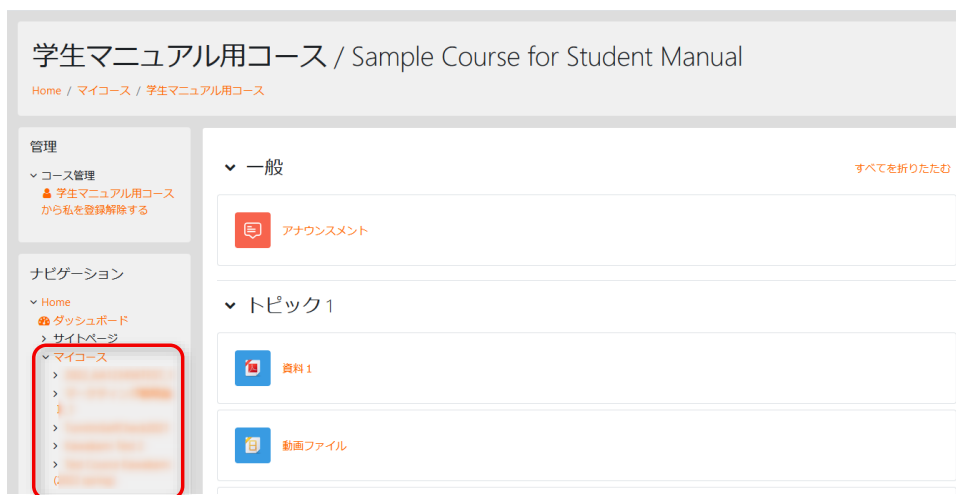 学生マニュアル用コース / Sample Course for Student Manual
Home / マイコース / 学生マニュアル用コース
管理
コース管理
学生マニュアル用コース
から私を登録解除する
ナビゲーション
Home
ダッシュボード
サイトページ
マイコース
一般
すべてを折りたたむ
アナウンスメント
トピック 1
資料 1
動画ファイル